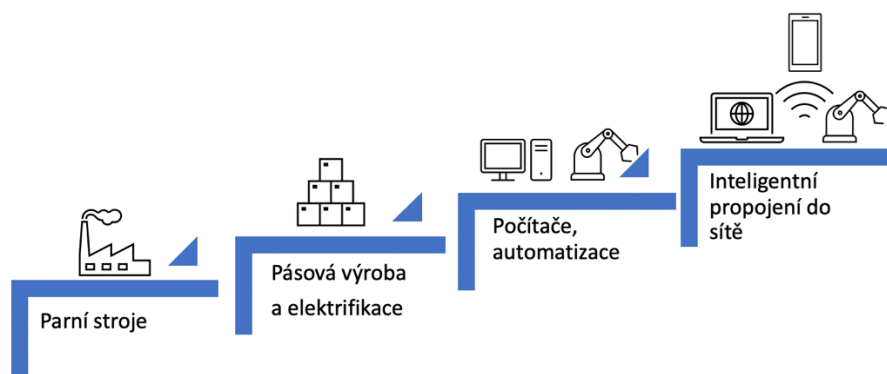 Parní stroje
Pásová výroba
a elektrifikace
Počítače,
automatizace
Inteligentní
propojení do
sítě